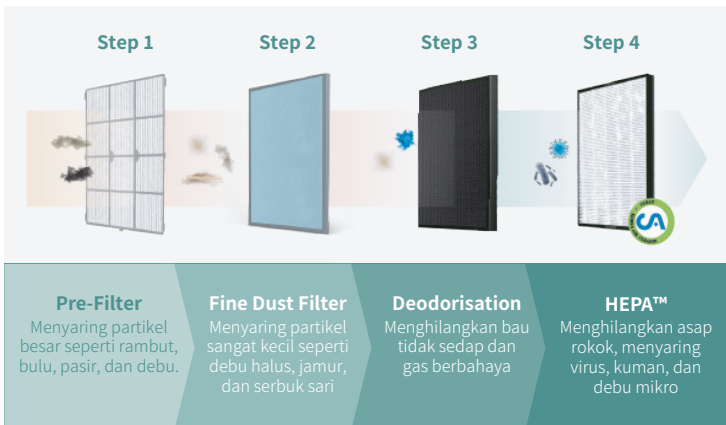 Step 1
Step 2
Step 3
Step 4
CA
Pre-Filter
Menyaring partikel
besar seperti rambut,
bulu, pasir, dan debu.
Fine Dust Filter
Menyaring partikel
sangat kecil seperti
debu halus, jamur,
dan serbuk sari
Deodorisation
Menghilangkan bau
tidak sedap dan
gas berbahaya
HEPA™
Menghilangkan asap
rokok, menyaring
virus, kuman, dan
debu mikro